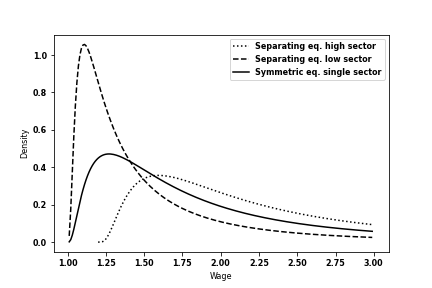 Separating eq. high sector
Separating eq. low sector
Symmetric eq. single sector
Density
1.0
0.8
0.6
0.4
0.2
0.0
1.00 1.25 1.50 1.75 2.00 2.25 2.50 2.75 3.00
Wage